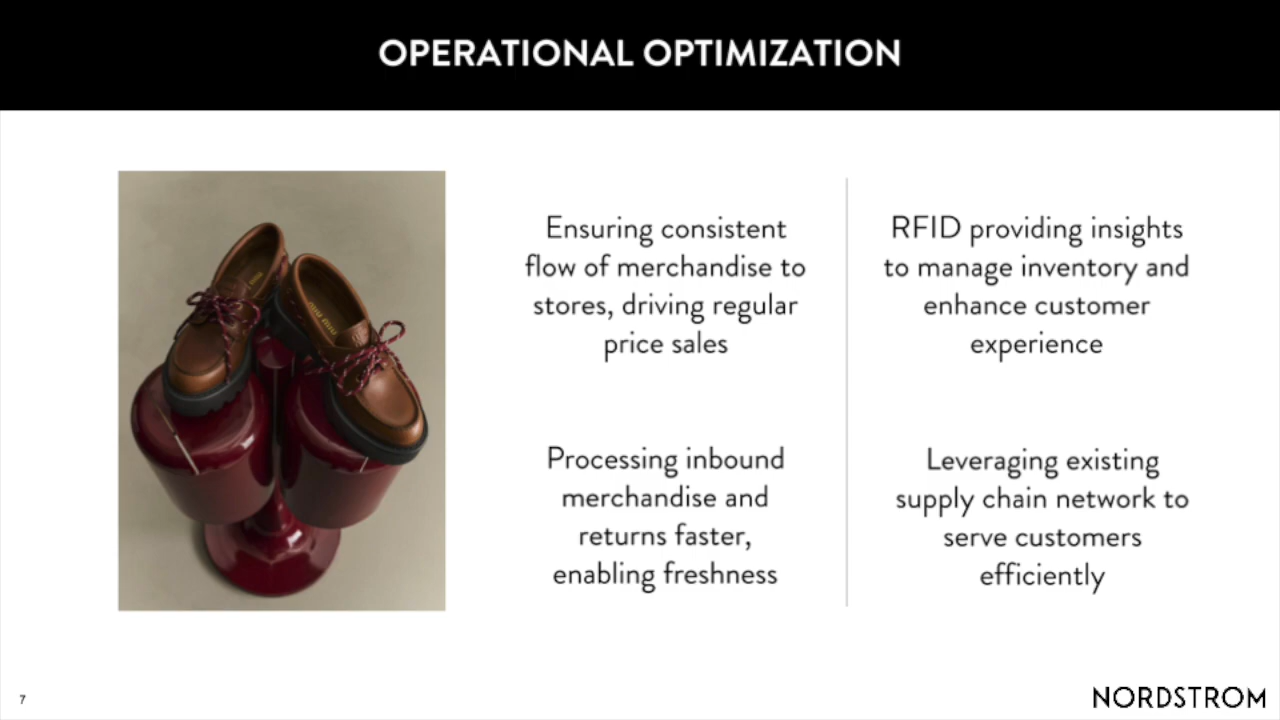 OPERATIONAL OPTIMIZATION
miu miu
Ensuring consistent
flow of merchandise to
stores, driving regular
price sales
RFID providing insights
to manage inventory and
enhance customer
experience
Processing inbound
merchandise and
returns faster,
enabling freshness
Leveraging existing
supply chain network to
serve customers
efficiently
7
NORDSTROM